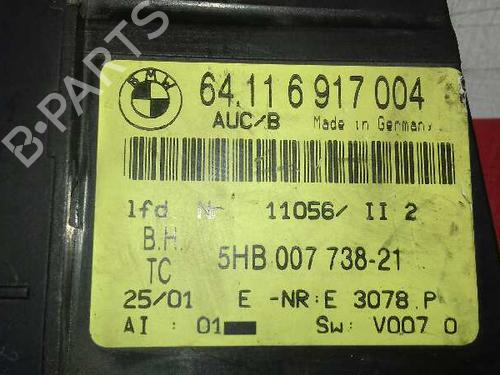 BMW
64.11 6 917 004
AUC/B Made in Germany
lfd Nr 11056/ II 2
B.H. 5HB 007 738-21
TC
25/01 E -NR:E 3078.P
AI : 01 Sw: V007 0
B-PARTS
B-PARTS